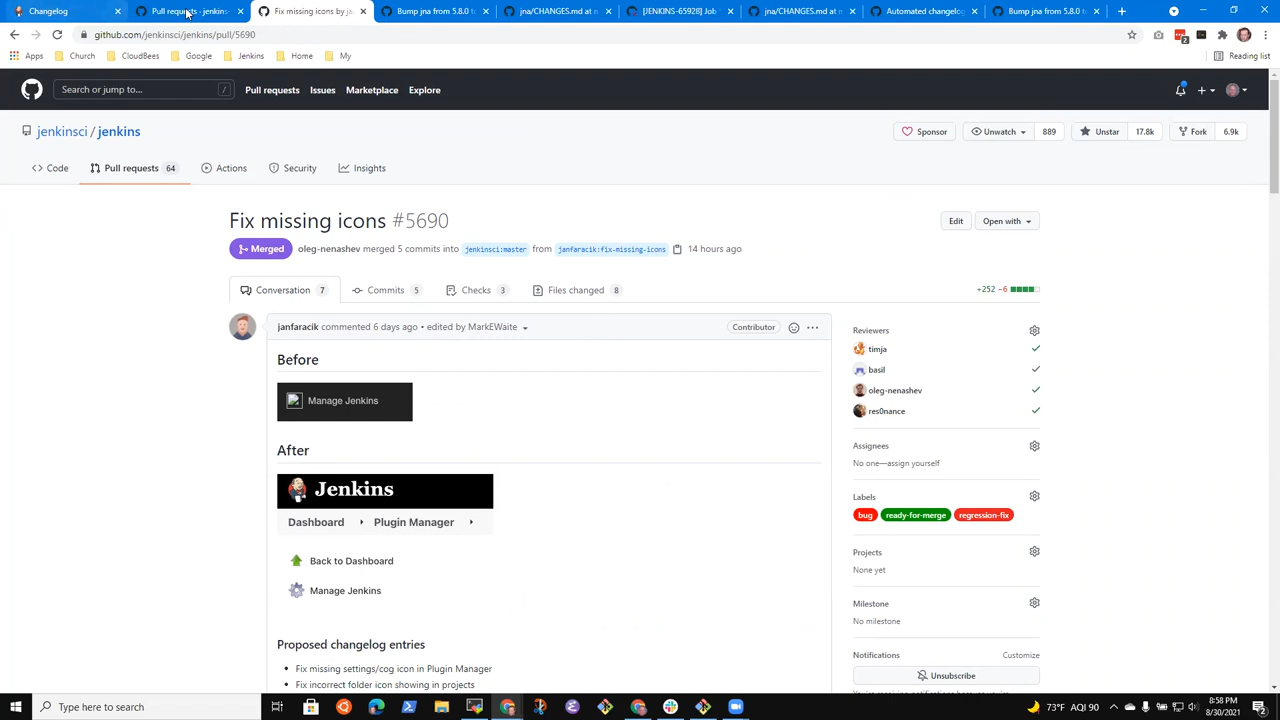 Changelog
Pull requests · jenkins-
Fix missing icons by ja
Bump jna from 5.8.0 to
jna/CHANGES.md at n
[JENKINS-65928] Job
jna/CHANGES.md at n
Automated changelog
Bump jna from 5.8.0 to
github.com/jenkinsci/jenkins/pull/5690
2
Apps
Church
CloudBees
Google
Jenkins
Home
My
Reading list
Search or jump to...
/
Pull requests
Issues
Marketplace
Explore
jenkinsci / jenkins
Sponsor
Unwatch
889
Unstar
17.8k
Fork
6.9k
Code
Pull requests 64
Actions
Security
Insights
Fix missing icons #5690
Edit
Open with
Merged
oleg-nenashev merged 5 commits into jenkinsci:master from janfaracik:fix-missing-icons 14 hours ago
Conversation 7
Commits 5
Checks 3
Files changed 8
+252 −6
janfaracik commented 6 days ago • edited by MarkEWaite
Contributor
Before
Manage Jenkins
After
Jenkins
Dashboard
Plugin Manager
Back to Dashboard
Manage Jenkins
Proposed changelog entries
• Fix missing settings/cog icon in Plugin Manager
• Fix incorrect folder icon showing in projects
Reviewers
timja
basil
oleg-nenashev
res0nance
Assignees
No one—assign yourself
Labels
bug
ready-for-merge
regression-fix
Projects
None yet
Milestone
No milestone
Notifications
Customize
Unsubscribe
Type here to search
73°F AQI 90
8:58 PM
8/30/2021
2